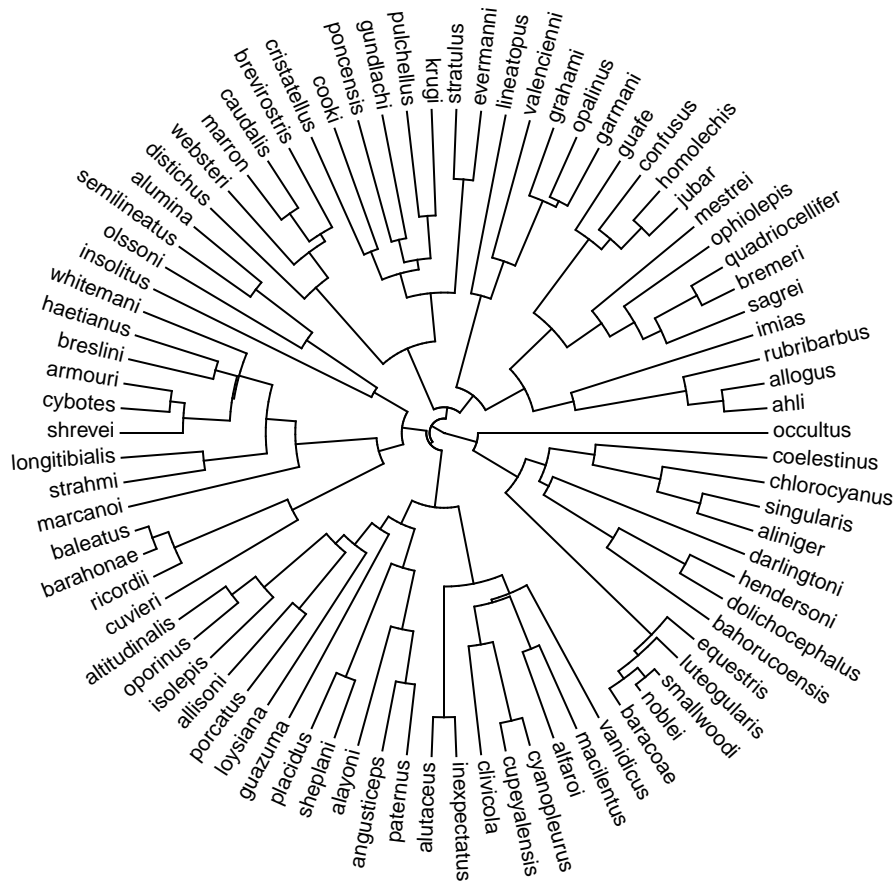 occultus
ahli
allogus
rubribarbus
imias
sagrei
bremeri
quadriocellifer
ophiolepis
mestrei
jubar
homolechis
confusus
guafe
garmani
opalinus
grahami
valencienni
lineatopus
evermanni
stratulus
krugi
pulchellus
gundlachi
poncensis
cooki
cristatellus
brevirostris
caudalis
marron
websteri
distichus
alumina
semilineatus
olssoni
insolitus
whitemani
haetianus
breslini
armouri
cybotes
shrevei
longitibialis
strahmi
marcanoi
baleatus
barahonae
ricordii
cuvieri
altitudinalis
oporinus
isolepis
allisoni
porcatus
loysiana
guazuma
placidus
sheplani
alayoni
angusticeps
paternus
alutaceus
inexpectatus
clivicola
cupeyalensis
cyanopleurus
alfaroi
macilentus
vanidicus
baracoae
noblei
smallwoodi
luteogularis
equestris
bahorucoensis
dolichocephalus
hendersoni
darlingtoni
aliniger
singularis
chlorocyanus
coelestinus